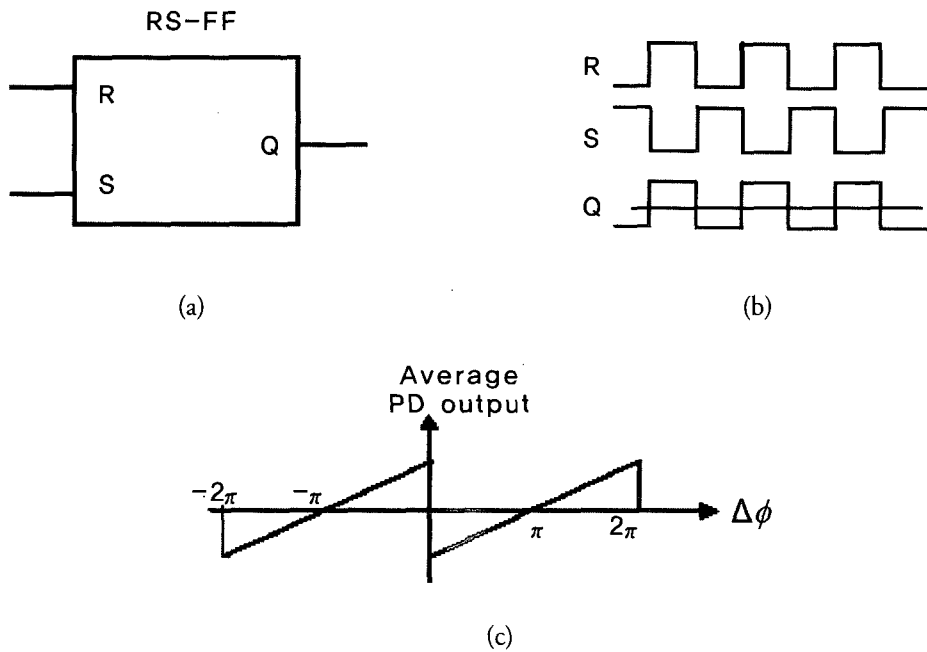 RS-FF
R
S
Q
(a)
R
S
Q
(b)
Average
PD output
-2π
-π
π
2π
Δϕ
(c)